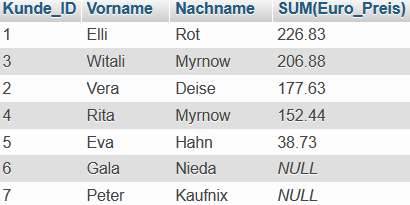 Kunde_ID Vorname Nachname SUM(Euro_Preis)
1 Elli Rot 226.83
3 Witali Myrnow 206.88
2 Vera Deise 177.63
4 Rita Myrnow 152.44
5 Eva Hahn 38.73
6 Gala Nieda NULL
7 Peter Kaufnix NULL